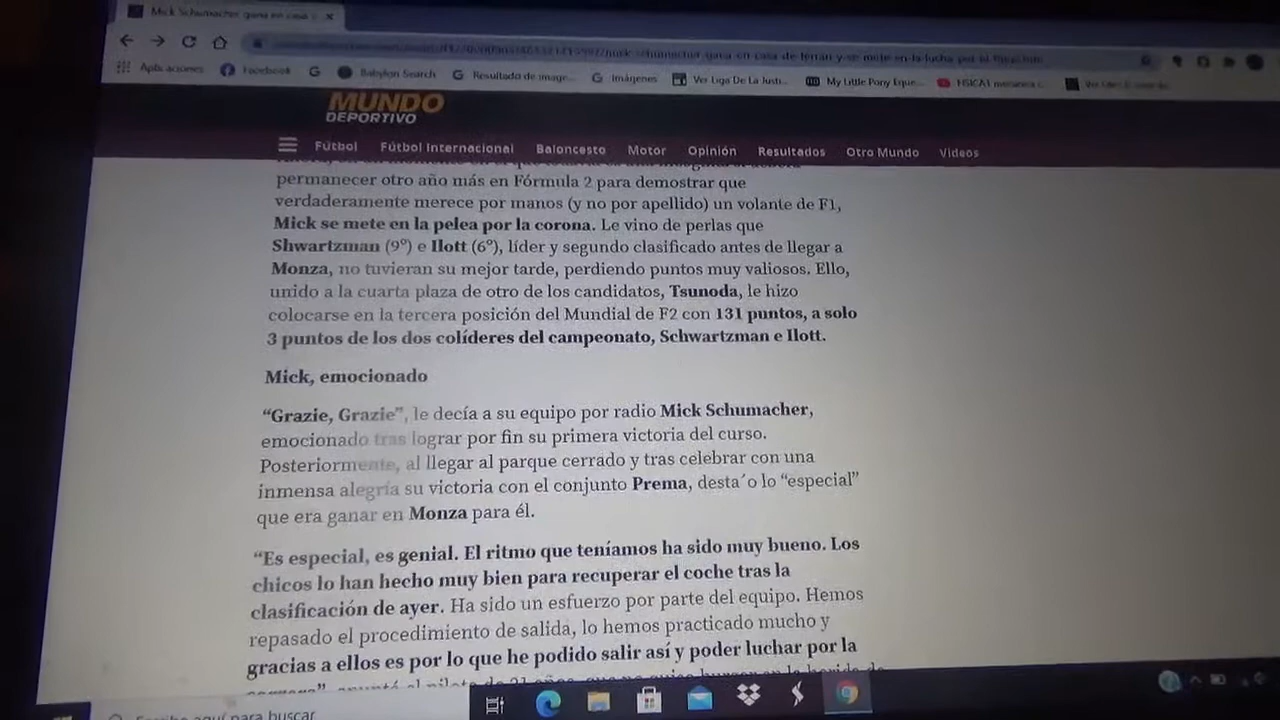 Mick Schumacher gana en casa
Aplicaciones Facebook Babylon Search Resultado de image... Imágenes Ver Liga De La Justi... My Little Pony Eque...
MUNDO
DEPORTIVO
Fútbol Fútbol Internacional Baloncesto Motor Opinión Resultados Otro Mundo Vídeos
permanecer otro año más en Fórmula 2 para demostrar que
verdaderamente merece por manos (y no por apellido) un volante de F1,
Mick se mete en la pelea por la corona. Le vino de perlas que
Shwartzman (9º) e Ilott (6º), líder y segundo clasificado antes de llegar a
Monza, no tuvieran su mejor tarde, perdiendo puntos muy valiosos. Ello,
unido a la cuarta plaza de otro de los candidatos, Tsunoda, le hizo
colocarse en la tercera posición del Mundial de F2 con 131 puntos, a solo
3 puntos de los dos colíderes del campeonato, Schwartzman e Ilott.
Mick, emocionado
“Grazie, Grazie”, le decía a su equipo por radio Mick Schumacher,
emocionado tras lograr por fin su primera victoria del curso.
Posteriormente, al llegar al parque cerrado y tras celebrar con una
inmensa alegría su victoria con el conjunto Prema, desta´o lo “especial”
que era ganar en Monza para él.
“Es especial, es genial. El ritmo que teníamos ha sido muy bueno. Los
chicos lo han hecho muy bien para recuperar el coche tras la
clasificación de ayer. Ha sido un esfuerzo por parte del equipo. Hemos
repasado el procedimiento de salida, lo hemos practicado mucho y
gracias a ellos es por lo que he podido salir así y poder luchar por la
Escribe aquí para buscar